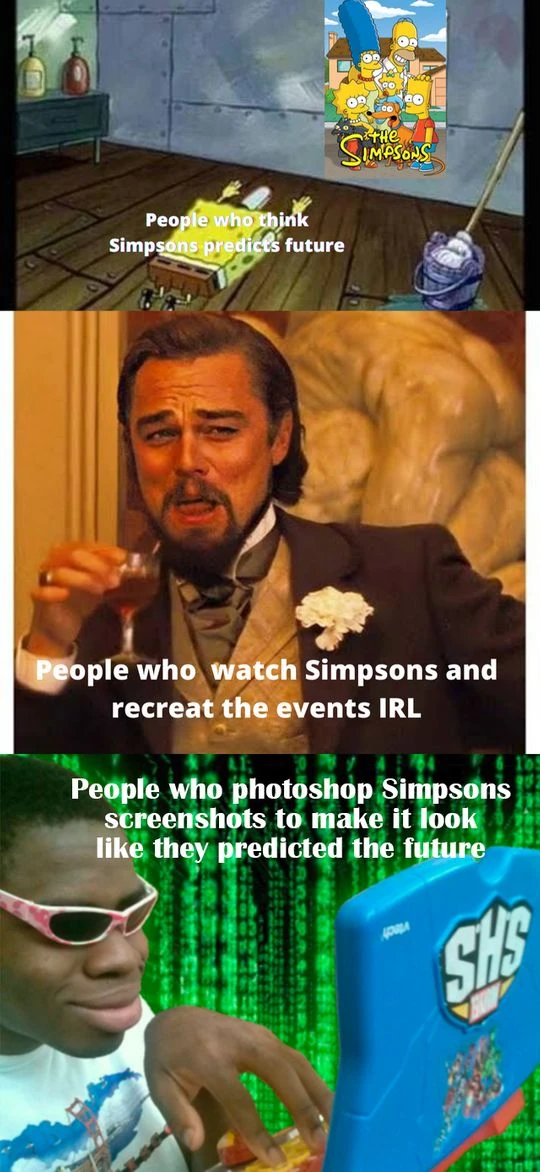 THE
SIMPSONS
People who think
Simpsons predicts future
People who  watch Simpsons and
recreat the events IRL
People who photoshop Simpsons
screenshots to make it look
like they predicted the future
vtech
SHS